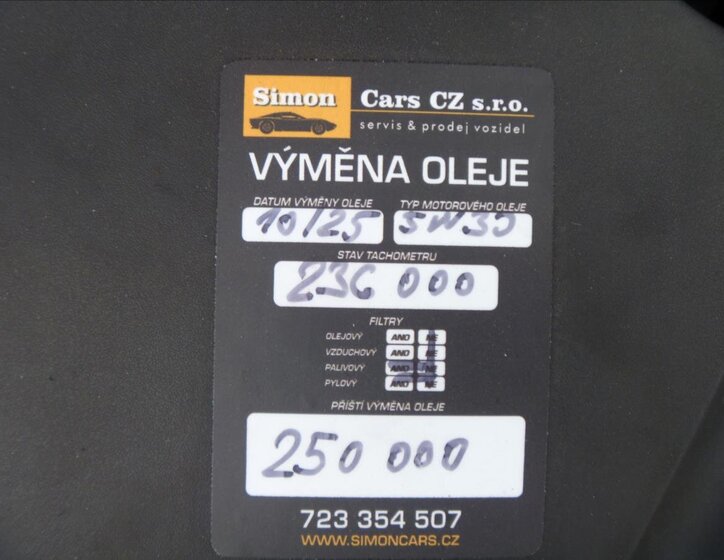 Simon Cars CZ s.r.o.
servis & prodej vozidel
VÝMĚNA OLEJE
DATUM VÝMĚNY OLEJE TYP MOTOROVÉHO OLEJE
10/25 5W30
STAV TACHOMETRU
236 000
FILTRY
OLEJOVÝ ANO NE
VZDUCHOVÝ ANO NE
PALIVOVÝ ANO NE
PYLOVÝ ANO NE
PŘÍŠTÍ VÝMĚNA OLEJE
250 000
723 354 507
WWW.SIMONCARS.CZ